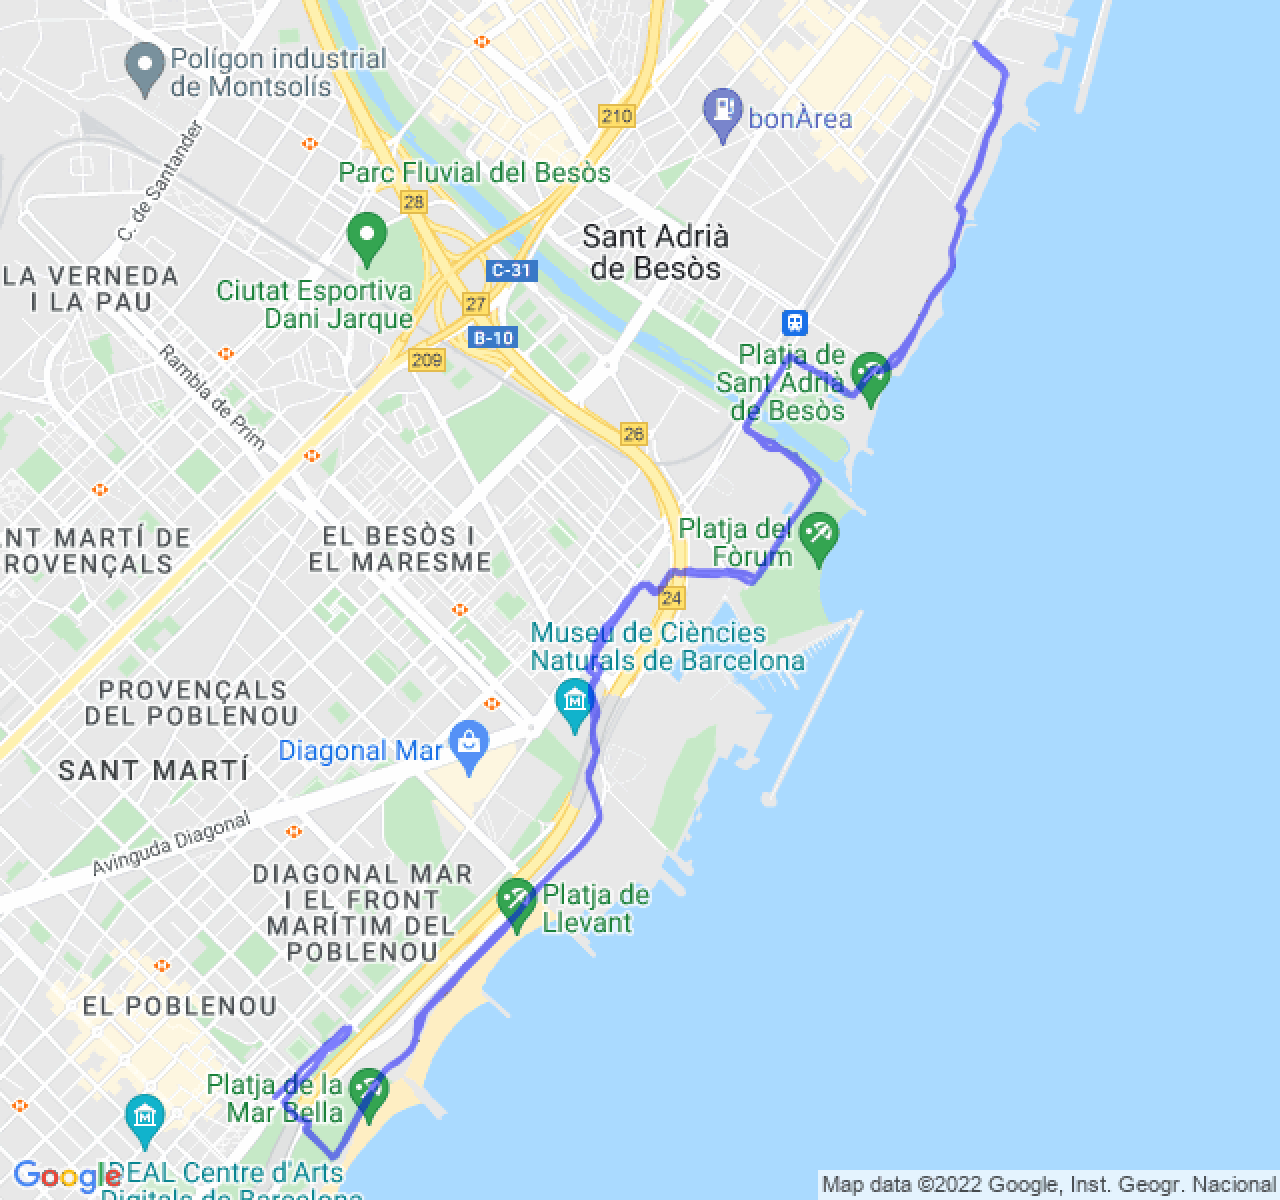 Polígon industrial
de Montsolís
210
bonÀrea
C. de Santander
Parc Fluvial del Besòs
28
Sant Adrià
de Besòs
C-31
LA VERNEDA
I LA PAU
Ciutat Esportiva
Dani Jarque
27
B-10
209
Rambla de Prim
Platja de
Sant Adrià
de Besòs
26
NT MARTÍ DE
ROVENÇALS
EL BESÒS I
EL MARESME
Platja del
Fòrum
24
Museu de Ciències
Naturals de Barcelona
PROVENÇALS
DEL POBLENOU
Diagonal Mar
SANT MARTÍ
Avinguda Diagonal
DIAGONAL MAR
I EL FRONT
MARÍTIM DEL
POBLENOU
Platja de
Llevant
EL POBLENOU
Platja de la
Mar Bella
Google
IDEAL Centre d'Arts
Digitals de Barcelona
Map data ©2022 Google, Inst. Geogr. Nacional